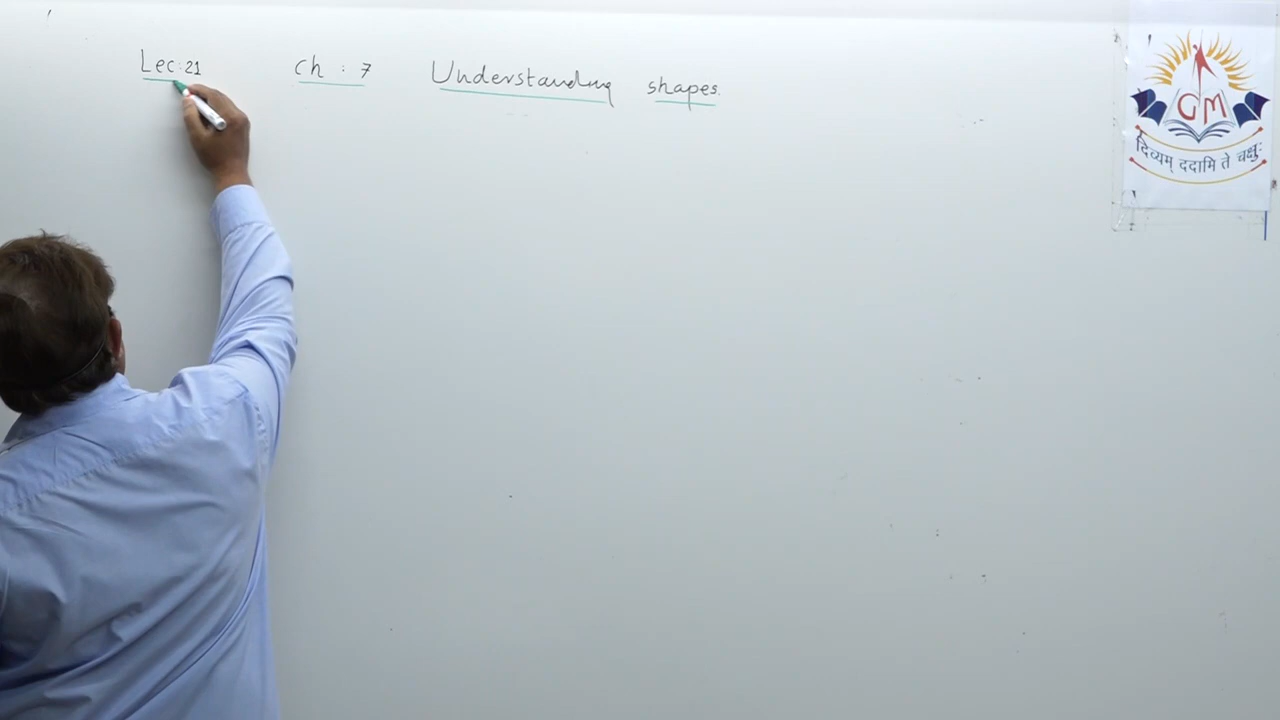 Lec:21 ch : 7 Understanding shapes.
GM
दिव्यम् ददामि ते चक्षुः